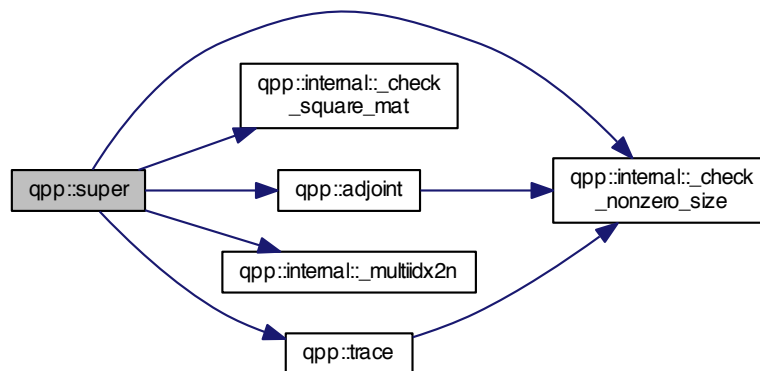 qpp::internal::_check
_square_mat
qpp::super
qpp::adjoint
qpp::internal::_check
_nonzero_size
qpp::internal::_multiidx2n
qpp::trace